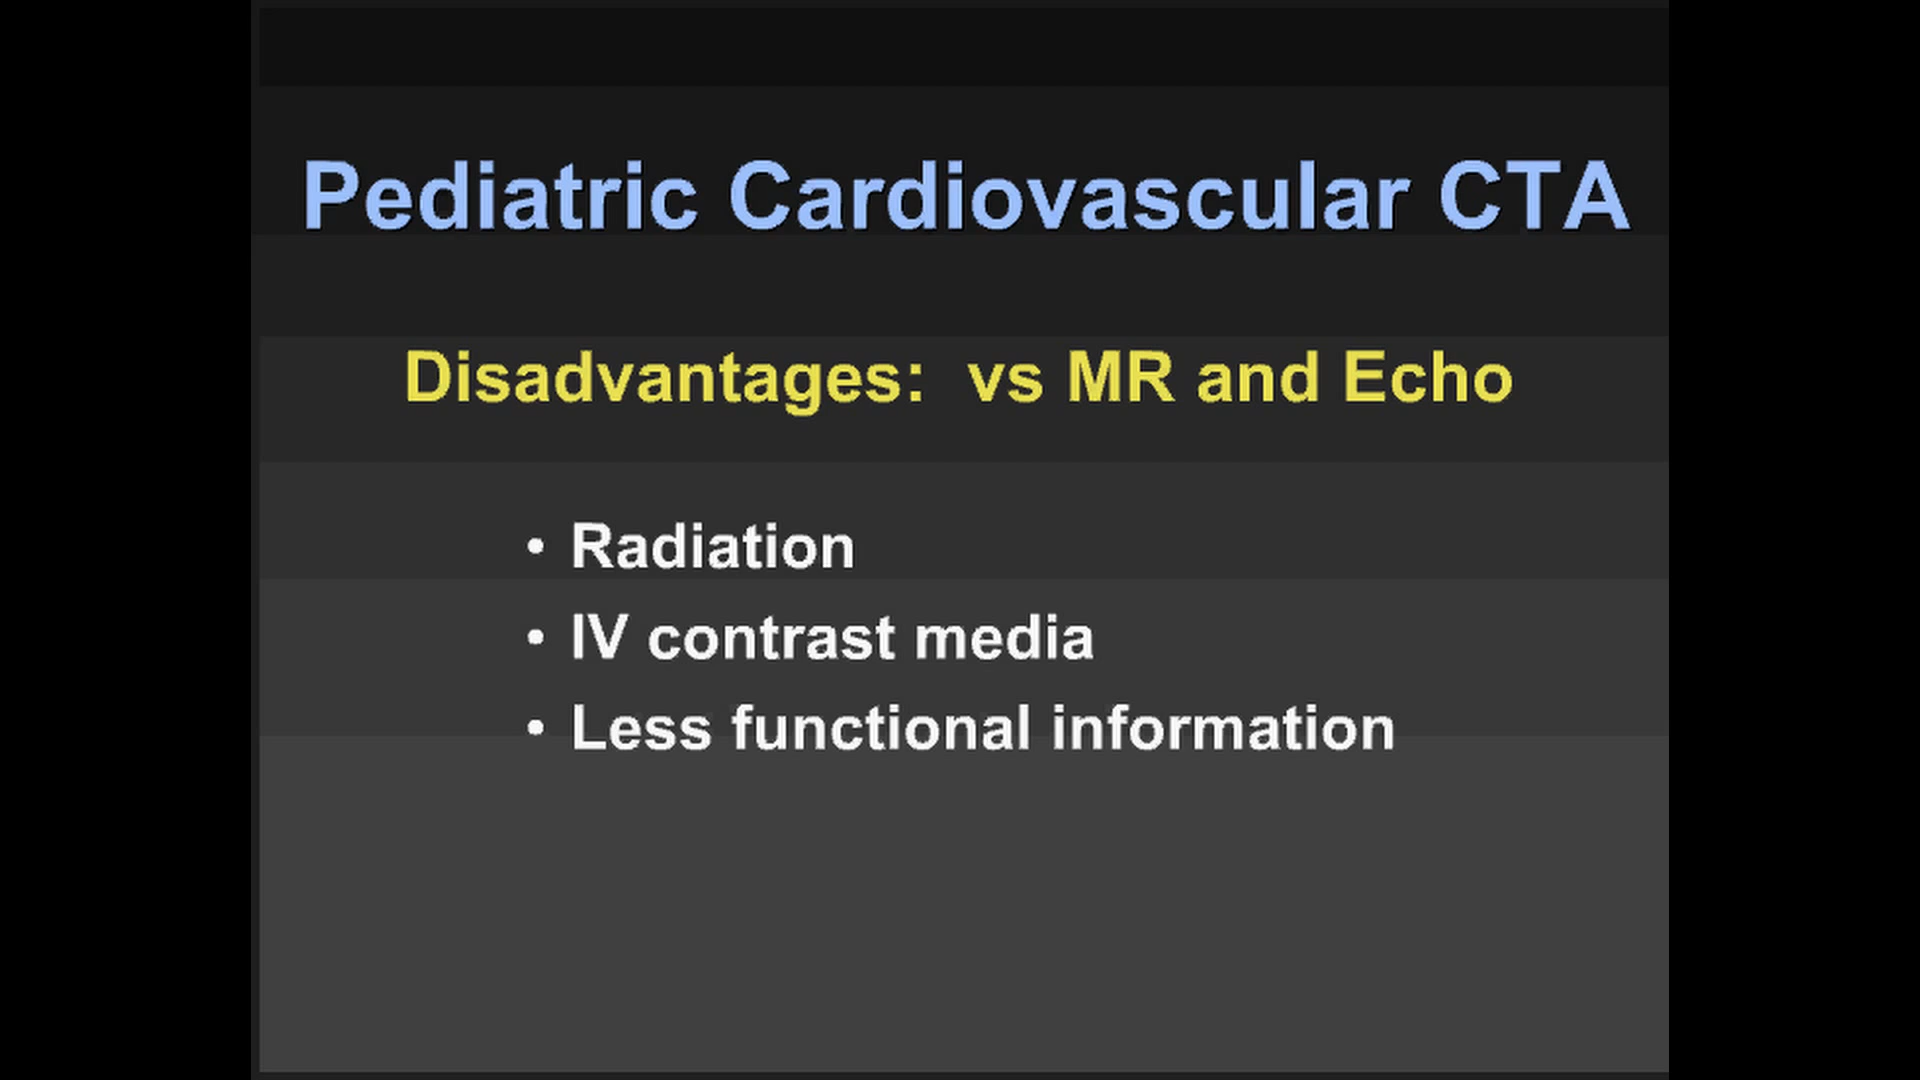 Pediatric Cardiovascular CTA
Disadvantages: vs MR and Echo
• Radiation
• IV contrast media
• Less functional information